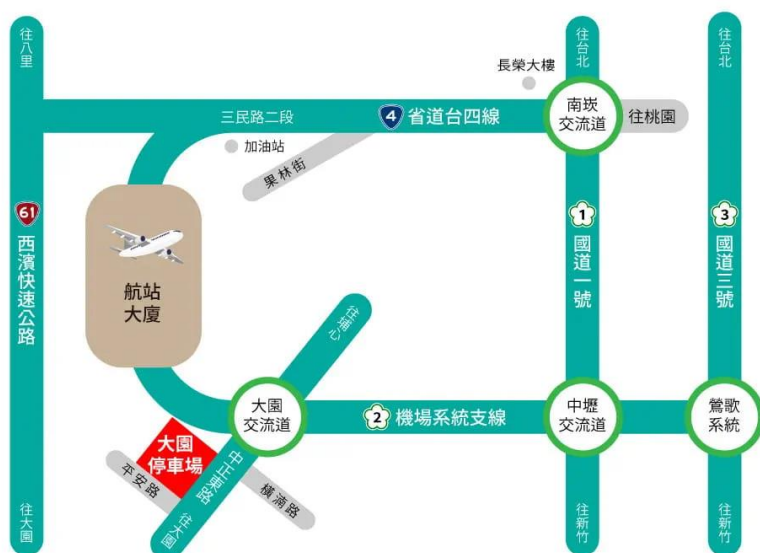 往八里
往台北
往台北
長榮大樓
三民路二段
4
省道台四線
南崁
交流道
往桃園
加油站
果林街
61
西濱快速公路
1
國道一號
3
國道三號
航站
大廈
往埔心
大園
交流道
2
機場系統支線
中壢
交流道
鶯歌
系統
大園
停車場
平安路
中正東路
橫湳路
往大園
往大園
往新竹
往新竹